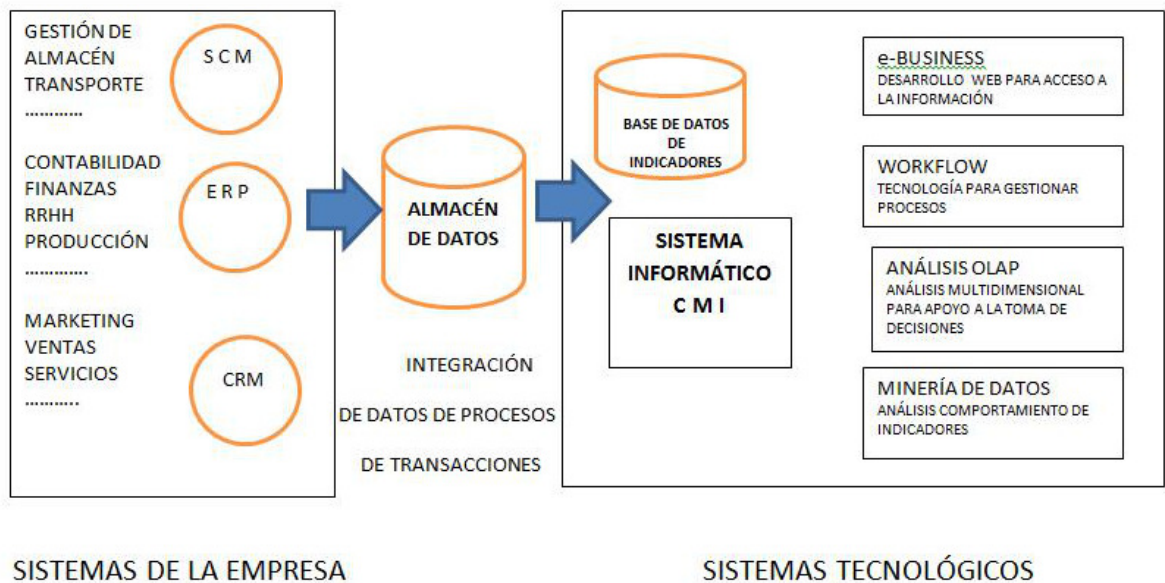 GESTIÓN DE
ALMACÉN
TRANSPORTE
…………
S C M
CONTABILIDAD
FINANZAS
RRHH
PRODUCCIÓN
………….
E R P
MARKETING
VENTAS
SERVICIOS
………..
CRM
ALMACÉN
DE DATOS
INTEGRACIÓN
DE DATOS DE PROCESOS
DE TRANSACCIONES
BASE DE DATOS
DE
INDICADORES
SISTEMA
INFORMÁTICO
C M I
e-BUSINESS
DESARROLLO WEB PARA ACCESO A
LA INFORMACIÓN
WORKFLOW
TECNOLOGÍA PARA GESTIONAR
PROCESOS
ANÁLISIS OLAP
ANÁLISIS MULTIDIMENSIONAL
PARA APOYO A LA TOMA DE
DECISIONES
MINERÍA DE DATOS
ANÁLISIS COMPORTAMIENTO DE
INDICADORES
SISTEMAS DE LA EMPRESA
SISTEMAS TECNOLÓGICOS